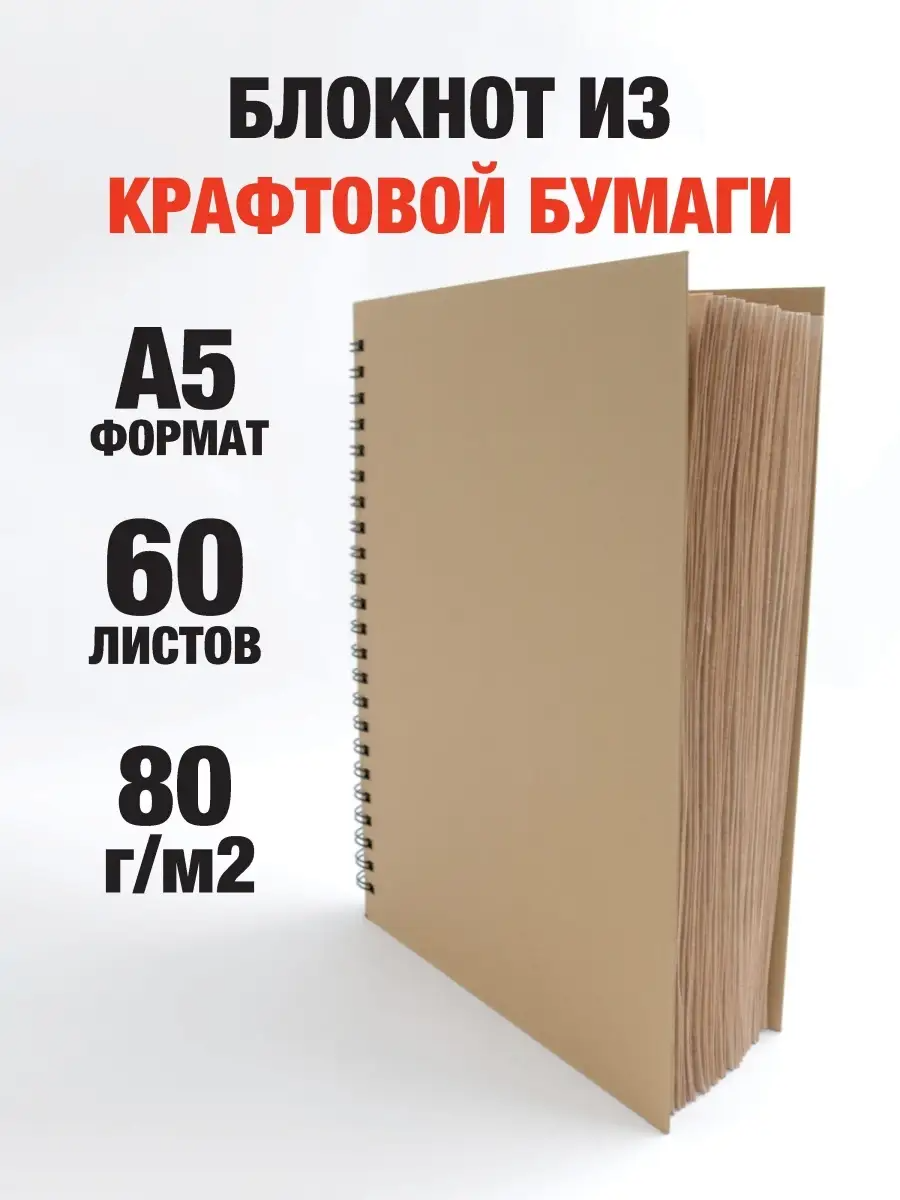 БЛОКНОТ ИЗ
КРАФТОВОЙ БУМАГИ
А5
ФОРМАТ
60
ЛИСТОВ
80
г/м2